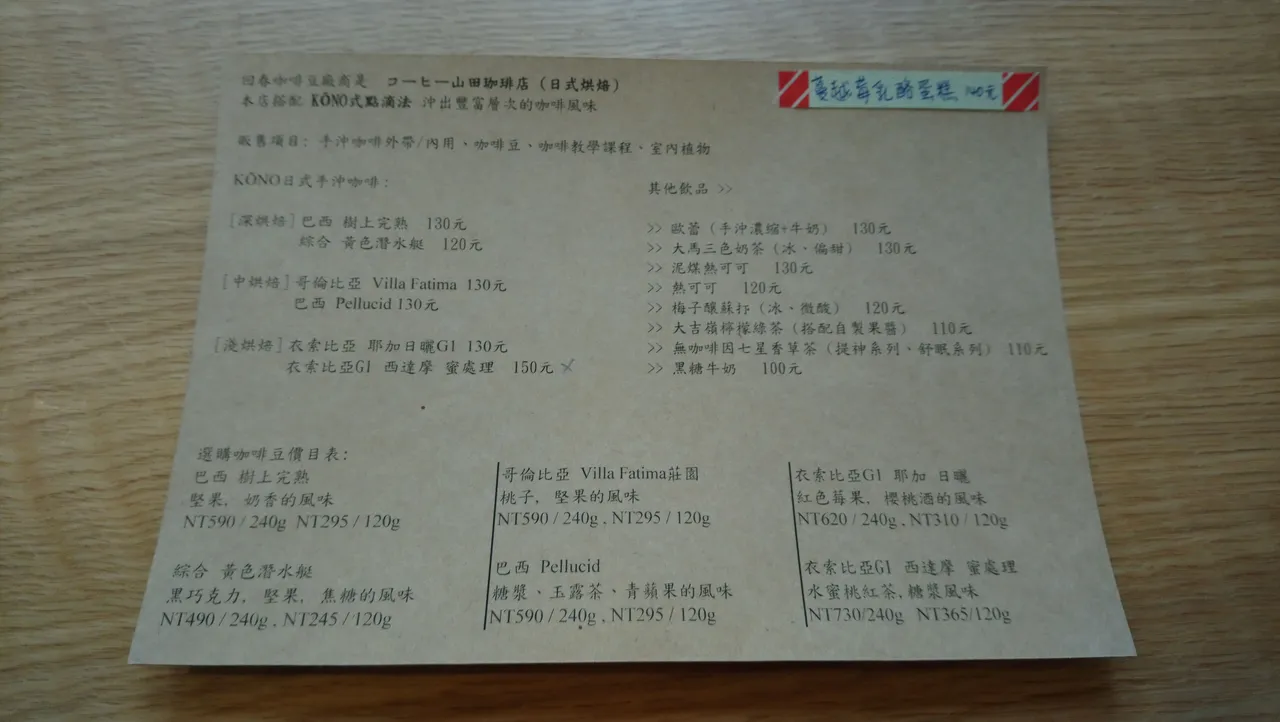 回春咖啡豆廠商是 コーヒー山田珈琲店（日式烘焙）
本店搭配 KŌNO式點滴法 沖出豐富層次的咖啡風味
蔓越莓乳酪蛋糕 140元
販售項目: 手沖咖啡外帶/內用、咖啡豆、咖啡教學課程、室內植物
KŌNO日式手沖咖啡:
[深烘焙] 巴西 樹上完熟 130元
綜合 黃色潛水艇 120元
[中烘焙] 哥倫比亞 Villa Fatima 130元
巴西 Pellucid 130元
[淺烘焙] 衣索比亞 耶加日曬G1 130元
衣索比亞G1 西達摩 蜜處理 150元
其他飲品 >>
>> 歐蕾（手沖濃縮+牛奶） 130元
>> 大馬三色奶茶（冰、偏甜） 130元
>> 泥煤熱可可 130元
>> 熱可可 120元
>> 梅子釀蘇打（冰、微酸） 120元
>> 大吉嶺檸檬綠茶（搭配自製果醬） 110元
>> 無咖啡因七星香草茶（提神系列、舒眠系列） 110元
>> 黑糖牛奶 100元
選購咖啡豆價目表:
巴西 樹上完熟
堅果, 奶香的風味
NT590 / 240g NT295 / 120g
綜合 黃色潛水艇
黑巧克力, 堅果, 焦糖的風味
NT490 / 240g , NT245 / 120g
哥倫比亞 Villa Fatima莊園
桃子, 堅果的風味
NT590 / 240g , NT295 / 120g
巴西 Pellucid
糖漿、玉露茶、青蘋果的風味
NT590 / 240g , NT295 / 120g
衣索比亞G1 耶加 日曬
紅色莓果, 櫻桃酒的風味
NT620 / 240g , NT310 / 120g
衣索比亞G1 西達摩 蜜處理
水蜜桃紅茶,糖漿風味
NT730/240g NT365/120g